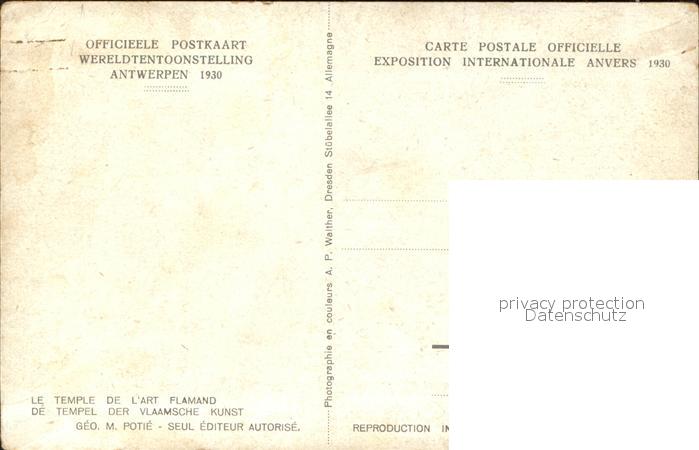 OFFICIEELE POSTKAART
WERELDTENTOONSTELLING
ANTWERPEN 1930
CARTE POSTALE OFFICIELLE
EXPOSITION INTERNATIONALE ANVERS 1930
Photographie en couleurs A. P. Walther, Dresden Stübelallee 14 Allemagne
privacy protection
Datenschutz
LE TEMPLE DE L'ART FLAMAND
DE TEMPEL DER VLAAMSCHE KUNST
GÉO. M. POTIÉ - SEUL ÉDITEUR AUTORISÉ.
REPRODUCTION